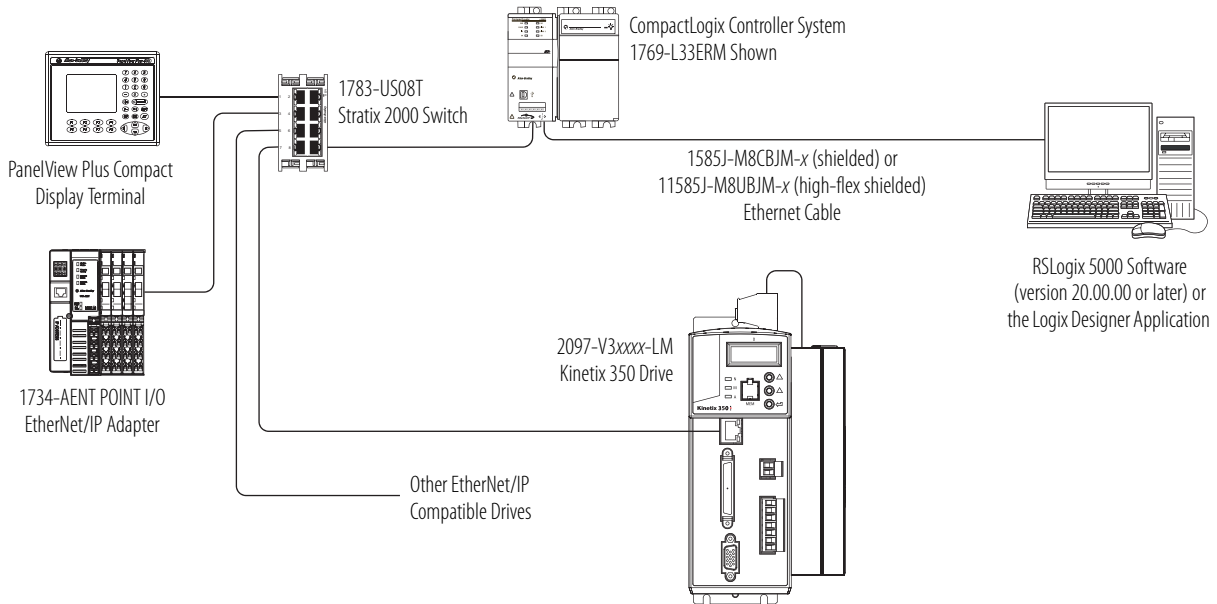 CompactLogix Controller System
1769-L33ERM Shown
1783-US08T
Stratix 2000 Switch
PanelView Plus Compact
Display Terminal
1585J-M8CBJM-x (shielded) or
11585J-M8UBJM-x (high-flex shielded)
Ethernet Cable
RSLogix 5000 Software
(version 20.00.00 or later) or
the Logix Designer Application
2097-V3xxxx-LM
Kinetix 350 Drive
MEM
Kinetix 350
1734-AENT POINT I/O
EtherNet/IP Adapter
Other EtherNet/IP
Compatible Drives